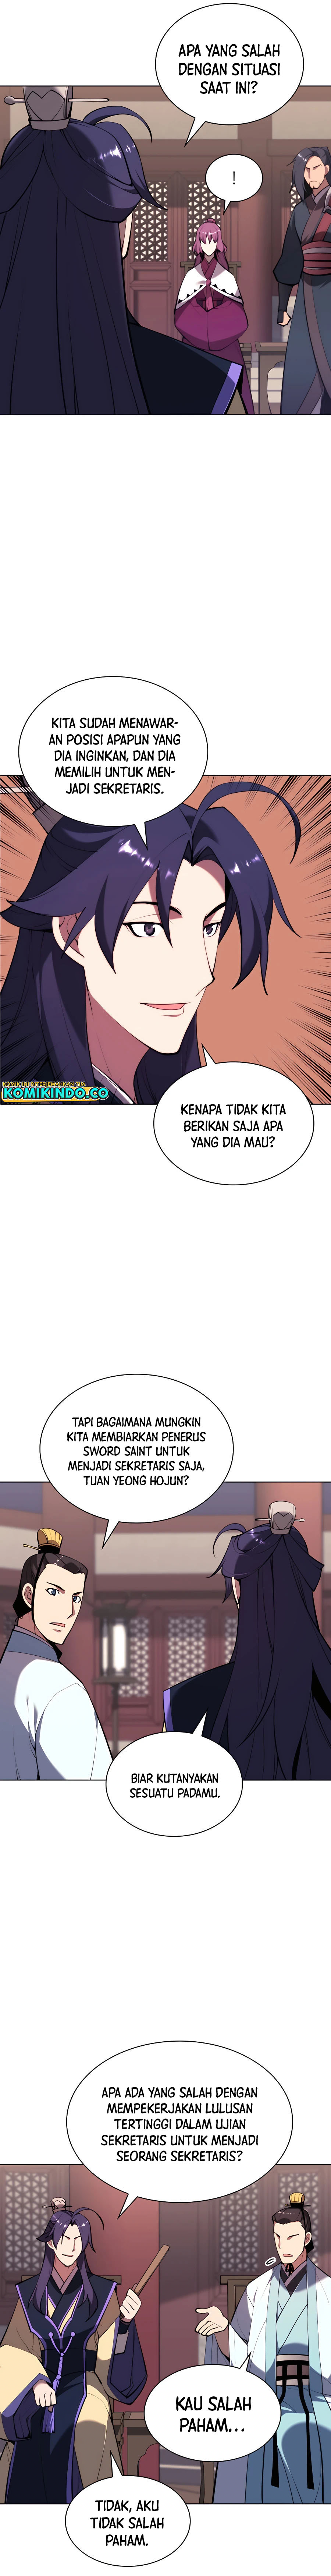 APA YANG SALAH
DENGAN SITUASI
SAAT INI?
!
KITA SUDAH MENAWAR-
AN POSISI APAPUN YANG
DIA INGINKAN, DAN DIA
MEMILIH UNTUK MEN-
JADI SEKRETARIS.
KOMIKINDO.CO
KENAPA TIDAK KITA
BERIKAN SAJA APA
YANG DIA MAU?
TAPI BAGAIMANA MUNGKIN
KITA MEMBIARKAN PENERUS
SWORD SAINT UNTUK
MENJADI SEKRETARIS SAJA,
TUAN YEONG HOJUN?
BIAR KUTANYAKAN
SESUATU PADAMU.
APA ADA YANG SALAH DENGAN
MEMPEKERJAKAN LULUSAN
TERTINGGI DALAM UJIAN
SEKRETARIS UNTUK MENJADI
SEORANG SEKRETARIS?
KAU SALAH
PAHAM...
TIDAK, AKU
TIDAK SALAH
PAHAM.